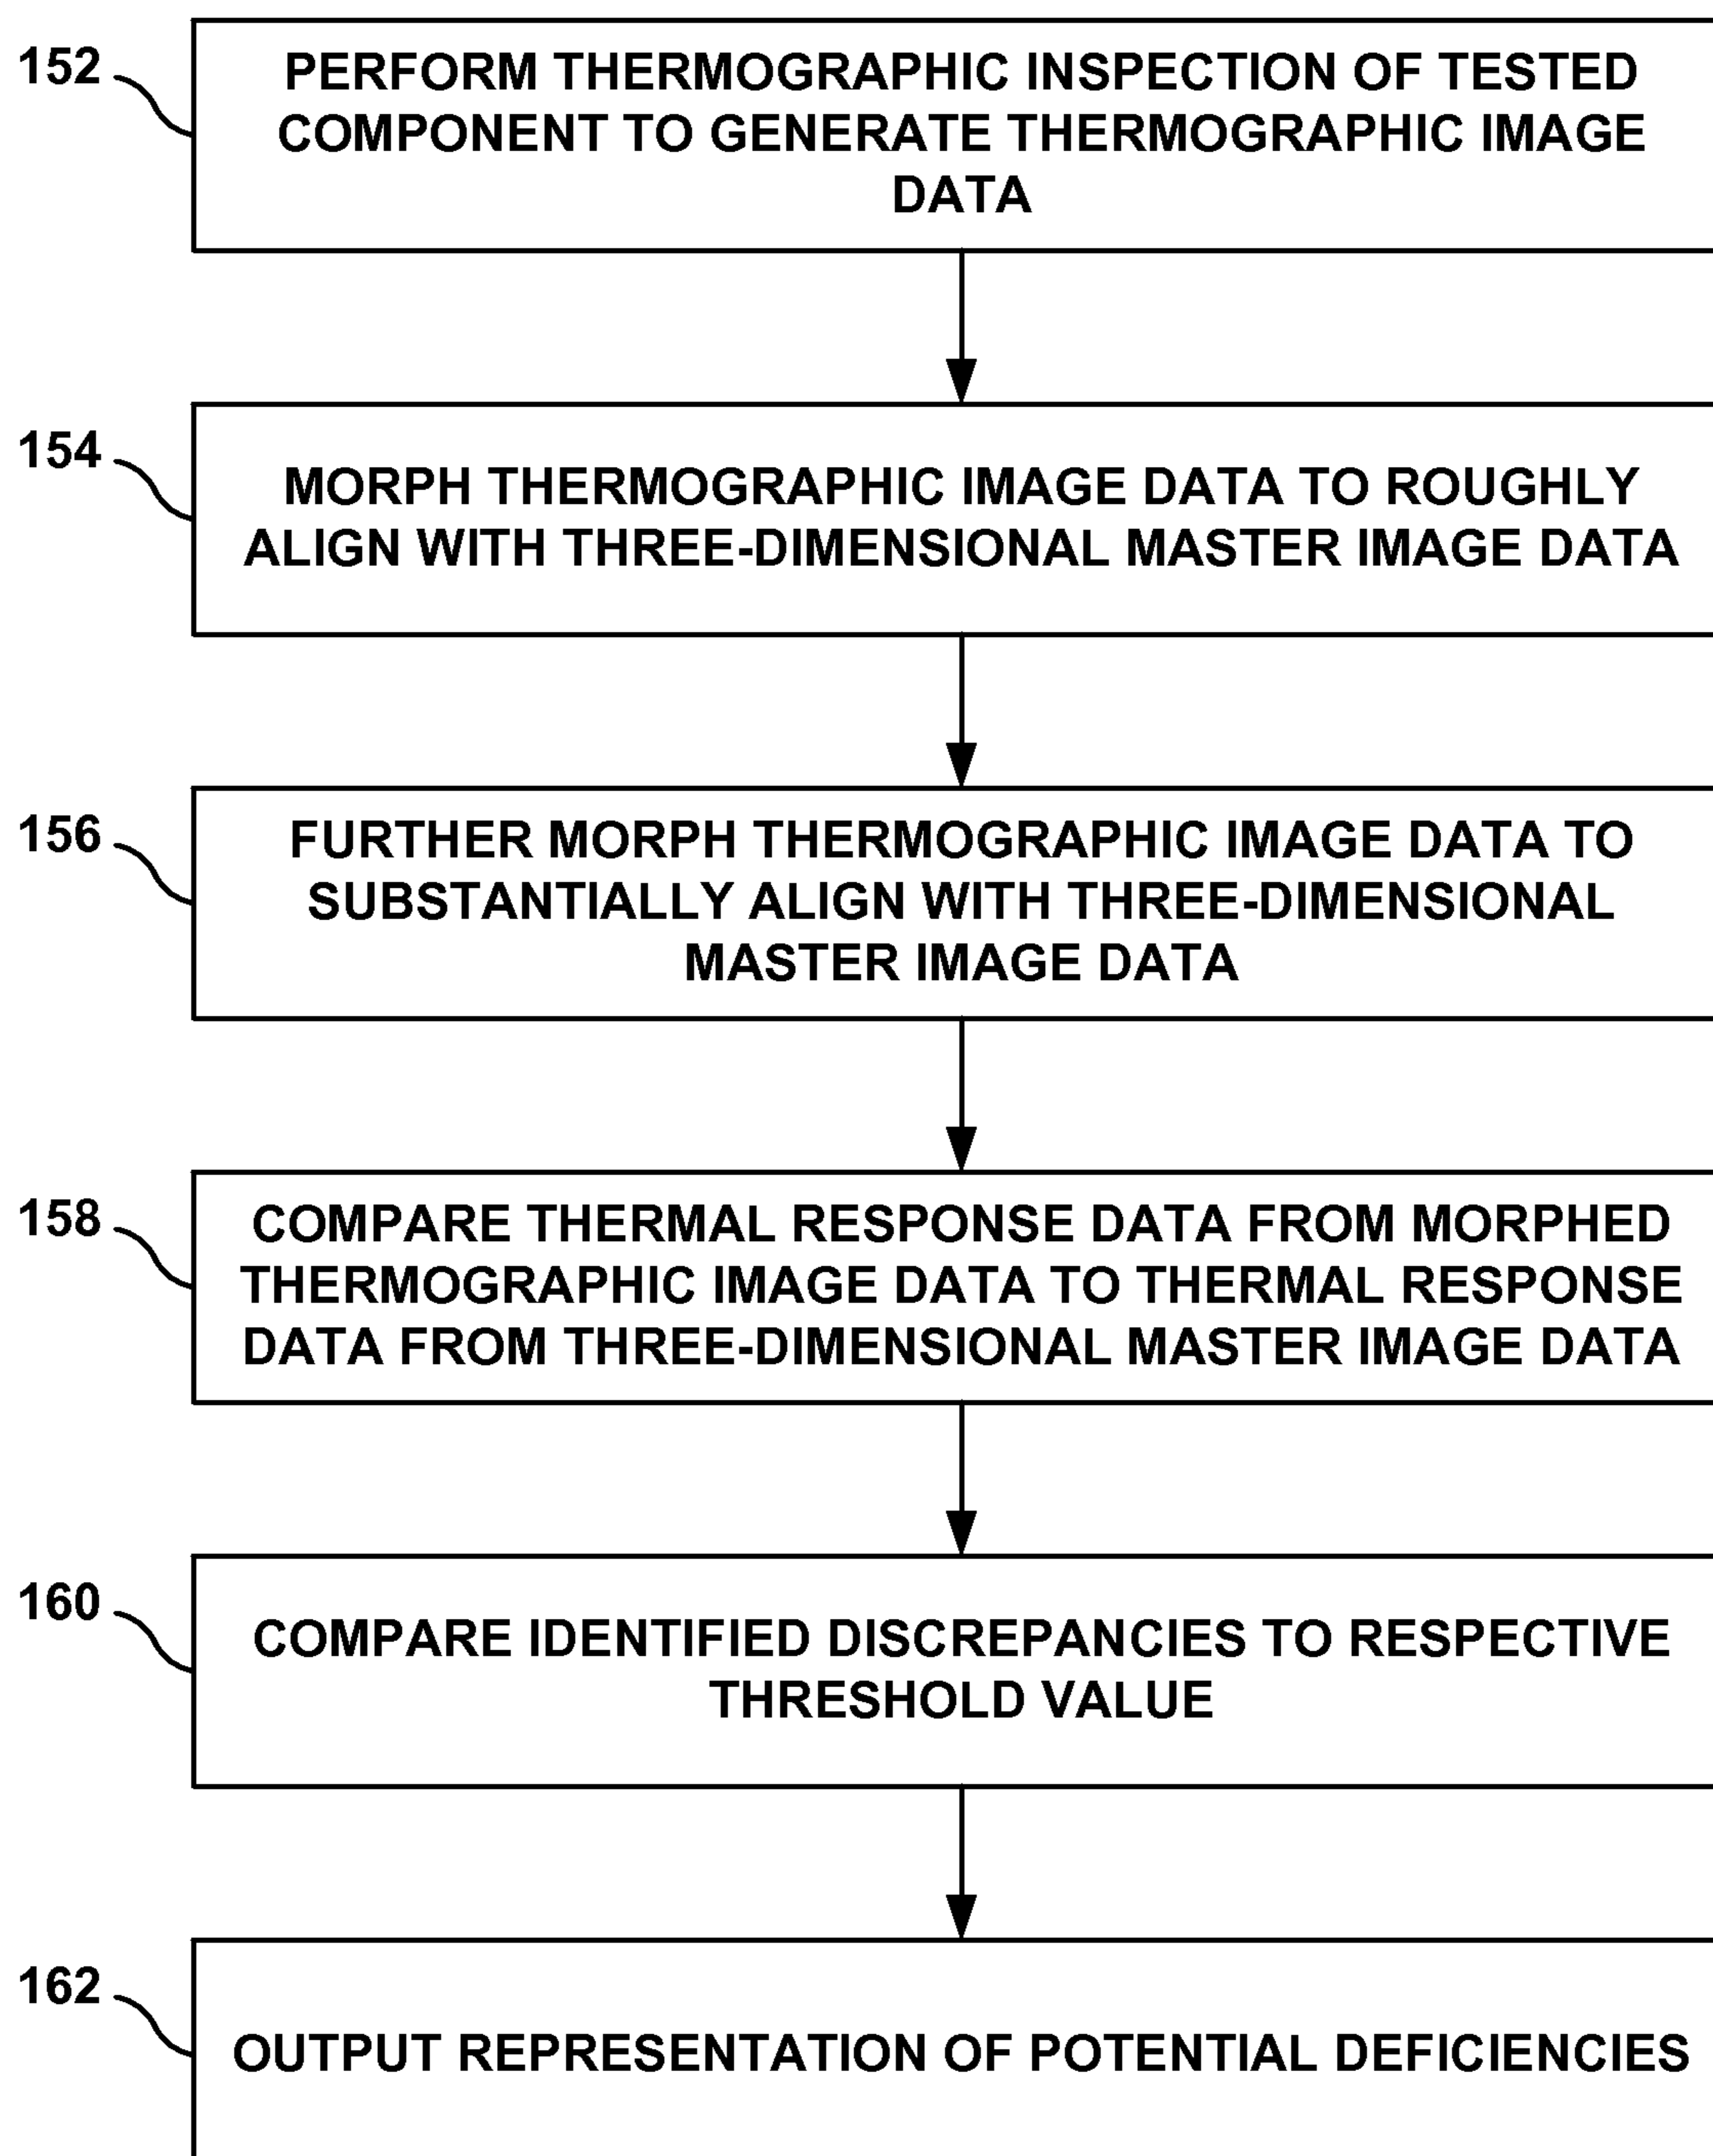 152
PERFORM THERMOGRAPHIC INSPECTION OF TESTED
COMPONENT TO GENERATE THERMOGRAPHIC IMAGE
DATA
154
MORPH THERMOGRAPHIC IMAGE DATA TO ROUGHLY
ALIGN WITH THREE-DIMENSIONAL MASTER IMAGE DATA
156
FURTHER MORPH THERMOGRAPHIC IMAGE DATA TO
SUBSTANTIALLY ALIGN WITH THREE-DIMENSIONAL
MASTER IMAGE DATA
158
COMPARE THERMAL RESPONSE DATA FROM MORPHED
THERMOGRAPHIC IMAGE DATA TO THERMAL RESPONSE
DATA FROM THREE-DIMENSIONAL MASTER IMAGE DATA
160
COMPARE IDENTIFIED DISCREPANCIES TO RESPECTIVE
THRESHOLD VALUE
162
OUTPUT REPRESENTATION OF POTENTIAL DEFICIENCIES